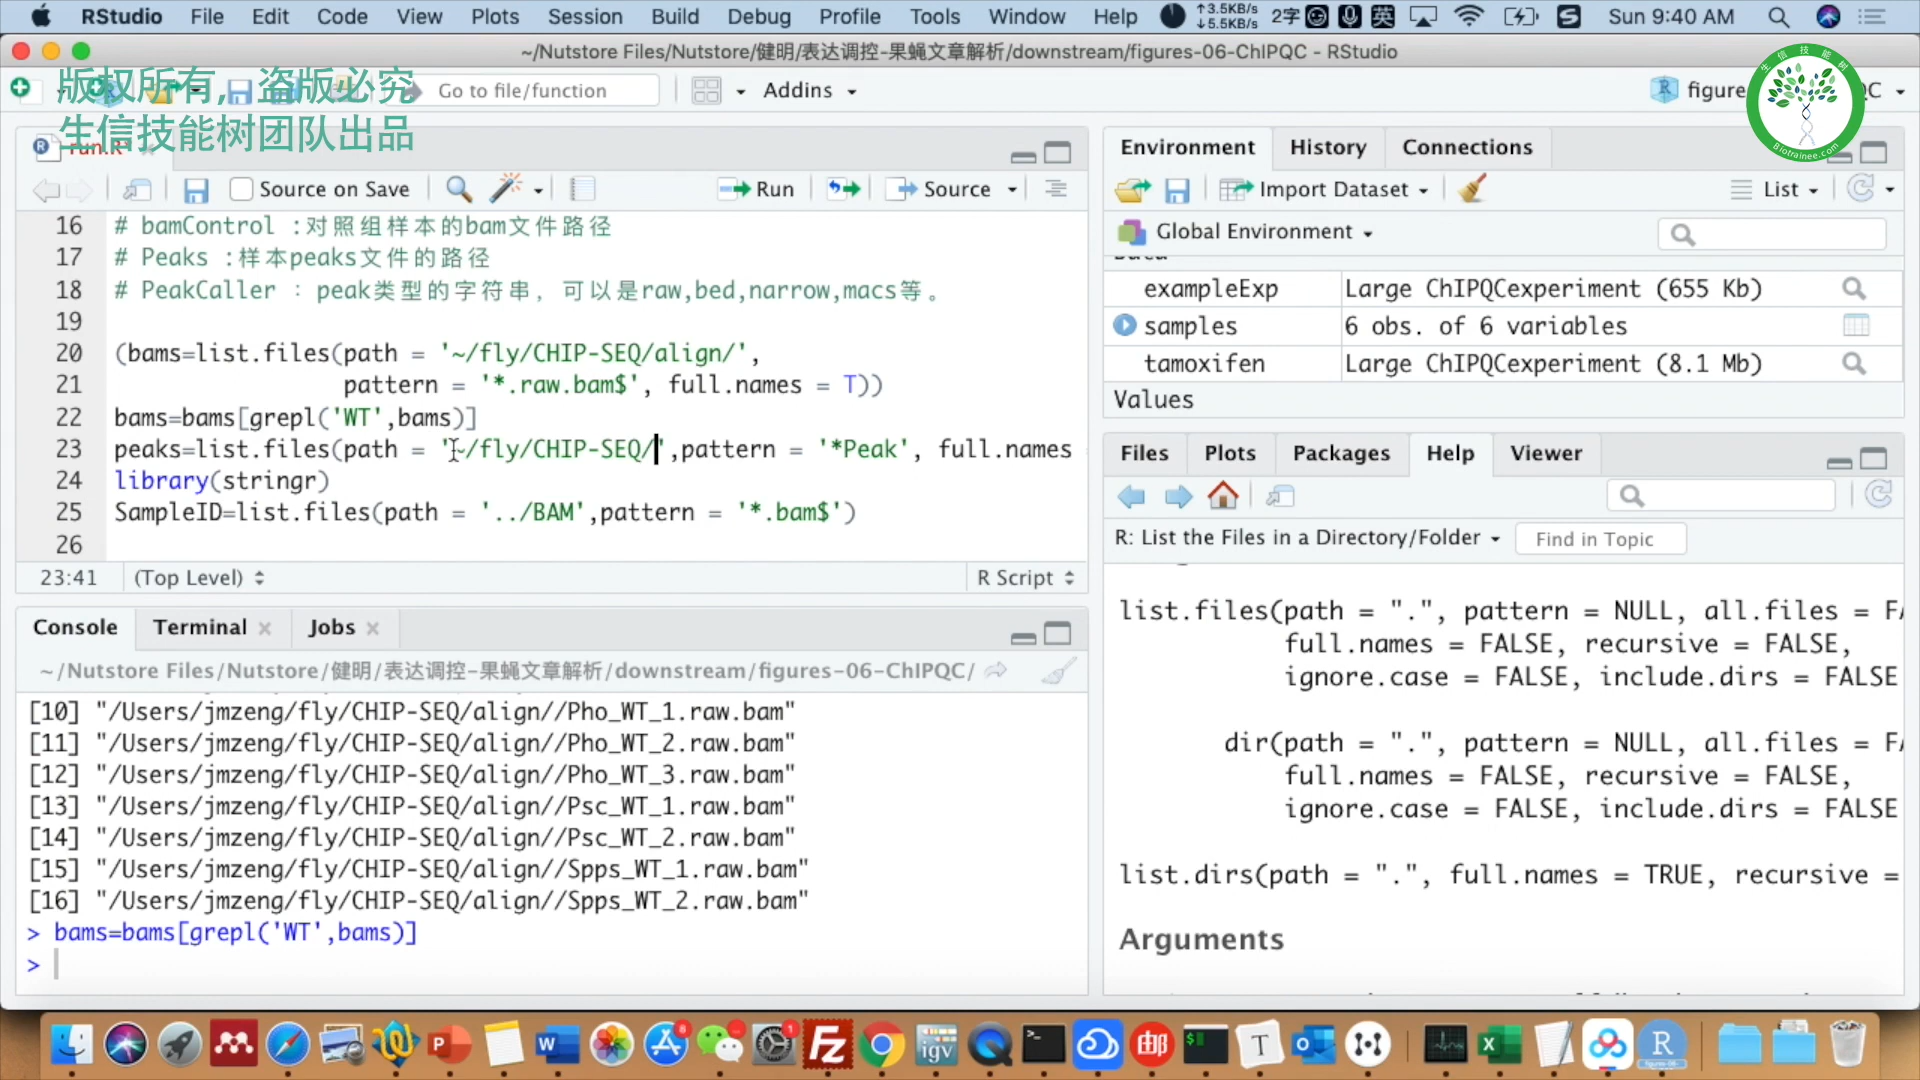 RStudio File Edit Code View Plots Session Build Debug Profile Tools Window Help ↑3.5KB/s ↓5.5KB/s 2字 英 Sun 9:40 AM
~/Nutstore Files/Nutstore/健明/表达调控-果蝇文章解析/downstream/figures-06-ChIPQC - RStudio
版权所有，盗版必究
生信技能树团队出品
Go to file/function Addins
生信技能树
Biotrainee.com
run.R
Source on Save Run Source
16 # bamControl :对照组样本的bam文件路径
17 # Peaks :样本peaks文件的路径
18 # PeakCaller : peak类型的字符串, 可以是raw,bed,narrow,macs等。
19
20 (bams=list.files(path = '~/fly/CHIP-SEQ/align/',
21 pattern = '*.raw.bam$', full.names = T))
22 bams=bams[grepl('WT',bams)]
23 peaks=list.files(path = '~/fly/CHIP-SEQ/',pattern = '*Peak', full.names
24 library(stringr)
25 SampleID=list.files(path = '../BAM',pattern = '*.bam$')
26
23:41 (Top Level) R Script
Console Terminal Jobs
~/Nutstore Files/Nutstore/健明/表达调控-果蝇文章解析/downstream/figures-06-ChIPQC/
[10] "/Users/jmzeng/fly/CHIP-SEQ/align//Pho_WT_1.raw.bam"
[11] "/Users/jmzeng/fly/CHIP-SEQ/align//Pho_WT_2.raw.bam"
[12] "/Users/jmzeng/fly/CHIP-SEQ/align//Pho_WT_3.raw.bam"
[13] "/Users/jmzeng/fly/CHIP-SEQ/align//Psc_WT_1.raw.bam"
[14] "/Users/jmzeng/fly/CHIP-SEQ/align//Psc_WT_2.raw.bam"
[15] "/Users/jmzeng/fly/CHIP-SEQ/align//Spps_WT_1.raw.bam"
[16] "/Users/jmzeng/fly/CHIP-SEQ/align//Spps_WT_2.raw.bam"
> bams=bams[grepl('WT',bams)]
>
Environment History Connections
Import Dataset List
Global Environment
exampleExp Large ChIPQCexperiment (655 Kb)
samples 6 obs. of 6 variables
tamoxifen Large ChIPQCexperiment (8.1 Mb)
Values
Files Plots Packages Help Viewer
R: List the Files in a Directory/Folder Find in Topic
list.files(path = ".", pattern = NULL, all.files = FA
full.names = FALSE, recursive = FALSE,
ignore.case = FALSE, include.dirs = FALSE
dir(path = ".", pattern = NULL, all.files = FA
full.names = FALSE, recursive = FALSE,
ignore.case = FALSE, include.dirs = FALSE
list.dirs(path = ".", full.names = TRUE, recursive =
Arguments